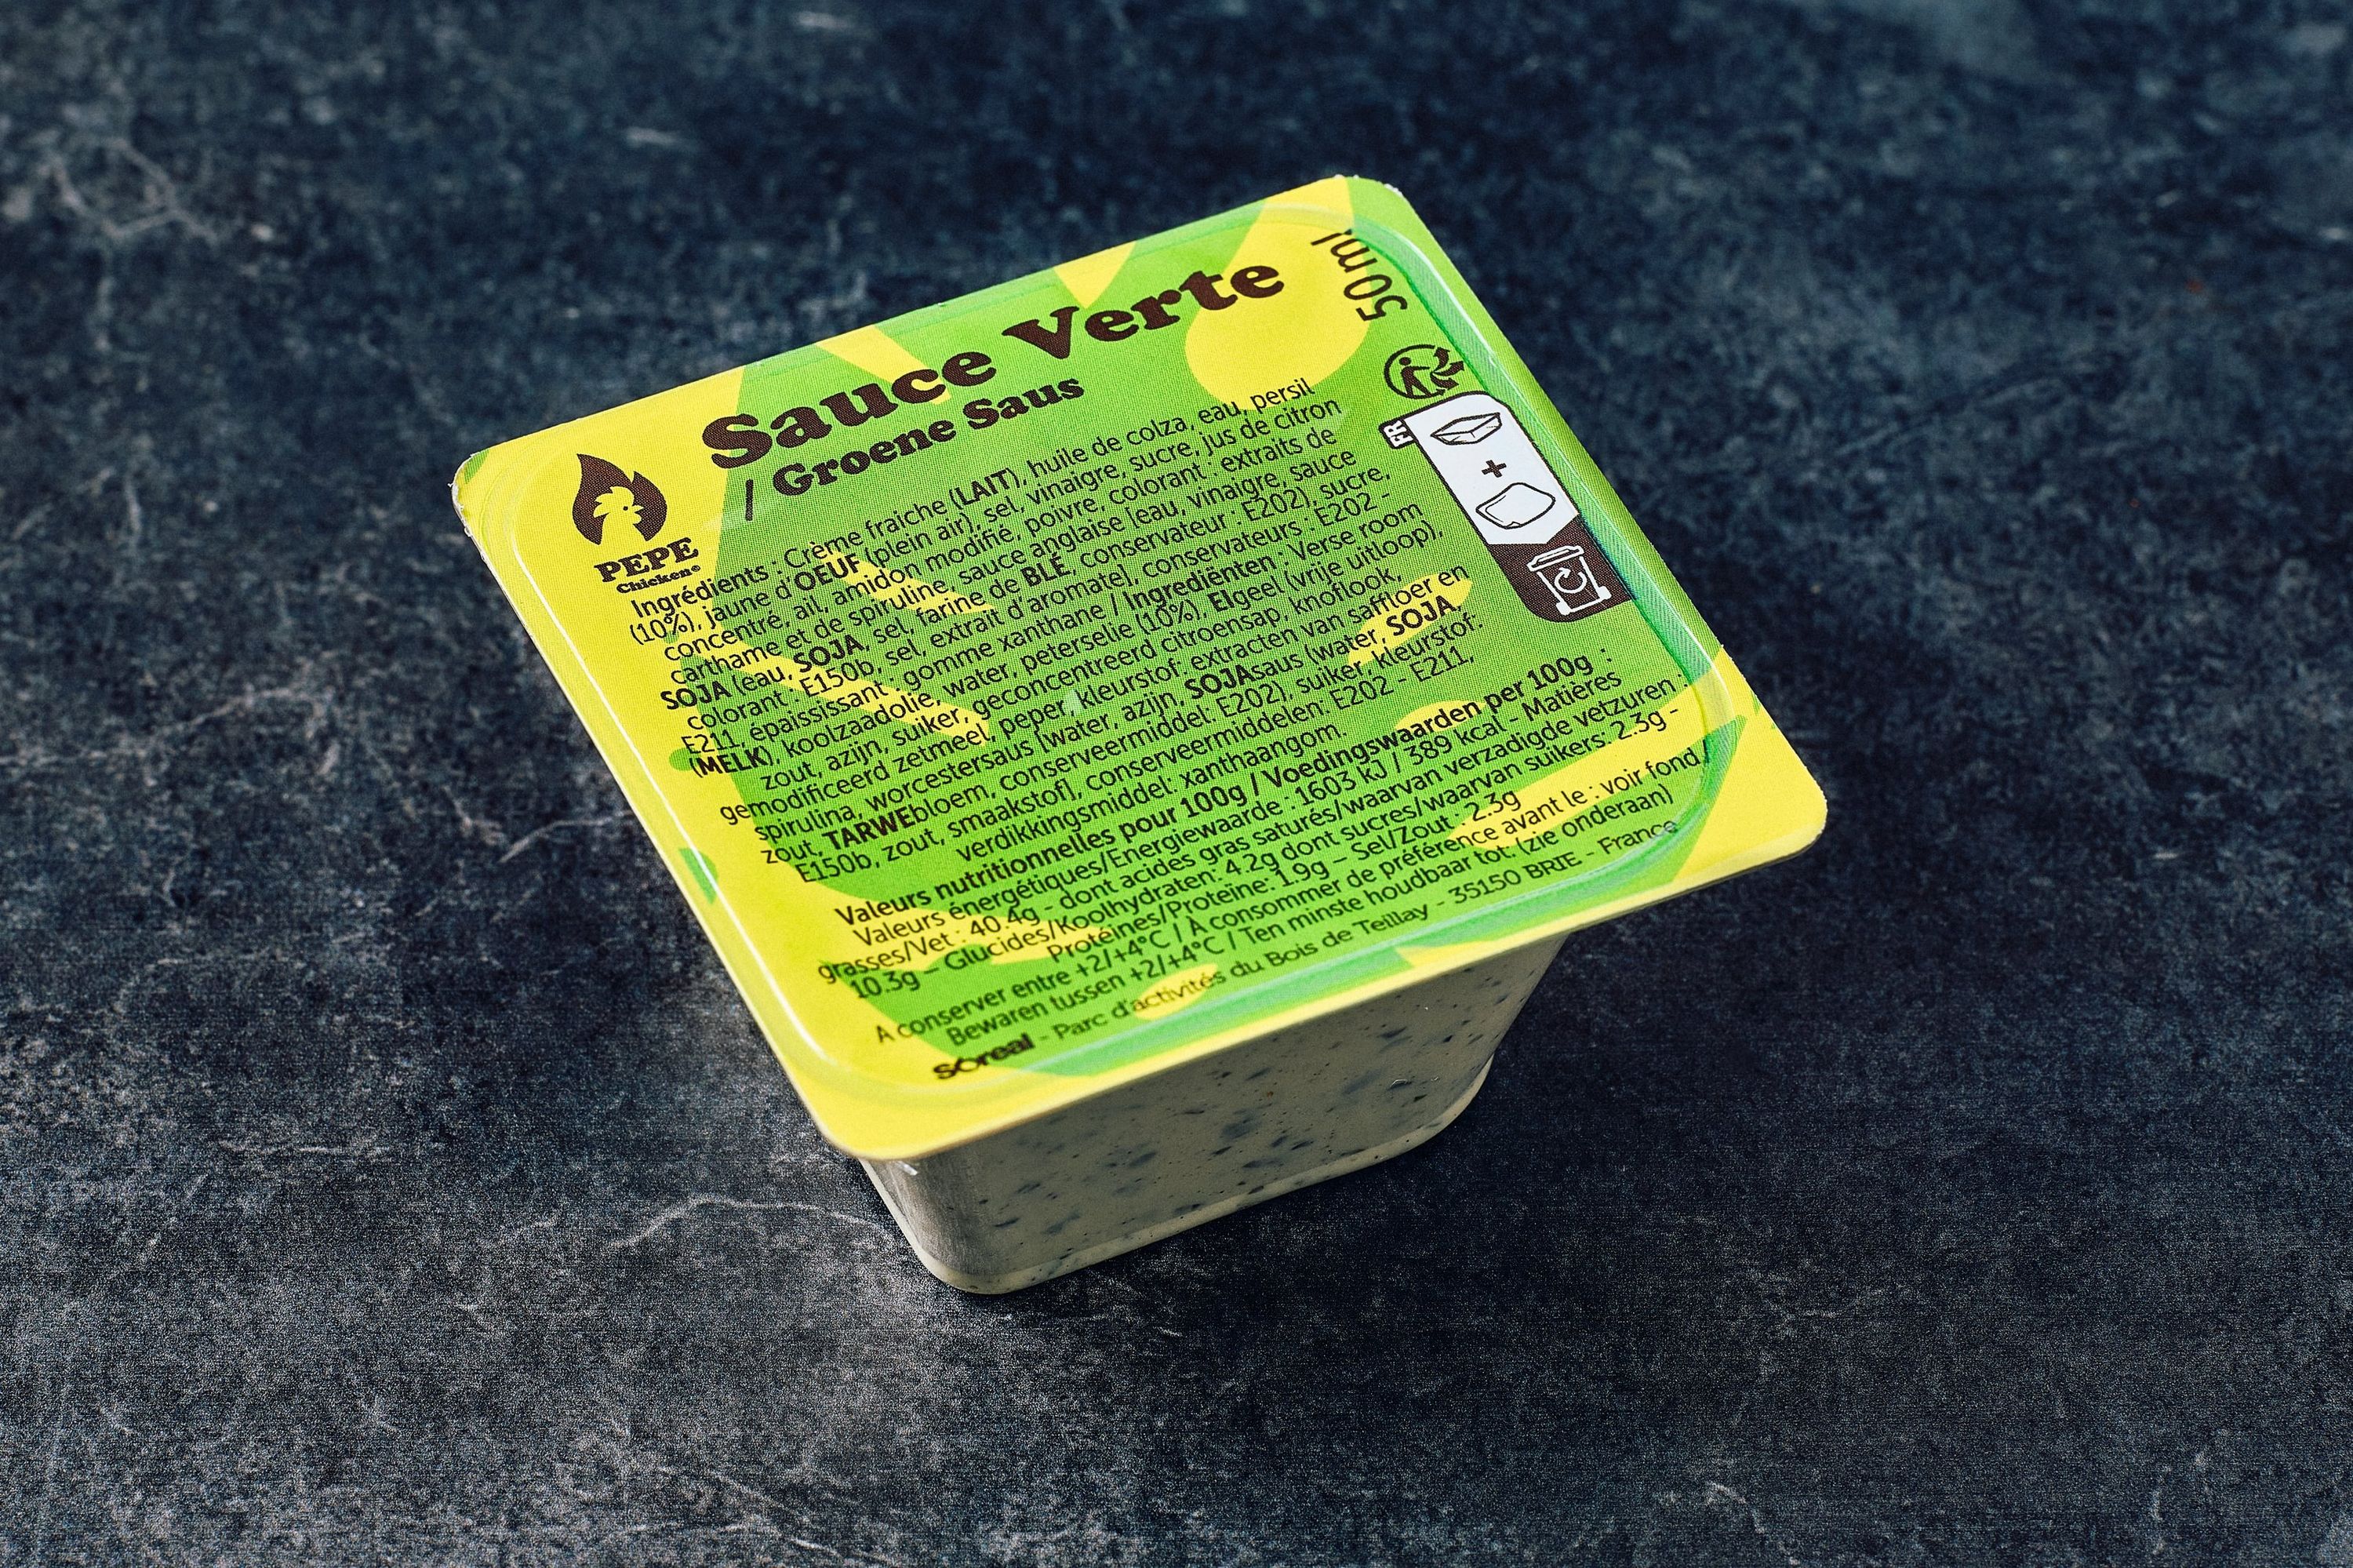 Sauce Verte
/ Groene Saus
50ml
PEPE
Chicken®
FR
+
Ingrédients : Crème fraiche (LAIT), huile de colza, eau, persil
(10%), jaune d'OEUF (plein air), sel, vinaigre, sucre, jus de citron
concentré, ail, amidon modifié, poivre, colorant : extraits de
carthame et de spiruline, sauce anglaise [eau, vinaigre, sauce
SOJA (eau, SOJA, sel, farine de BLÉ, conservateur : E202), sucre,
colorant : E150b, sel, extrait d'aromate], conservateurs : E202 -
E211, épaississant : gomme xanthane / Ingrediënten : Verse room
(MELK), koolzaadolie, water, peterselie (10%), EIgeel (vrije uitloop),
zout, azijn, suiker, geconcentreerd citroensap, knoflook,
gemodificeerd zetmeel, peper, kleurstof: extracten van saffloer en
spirulina, worcestersaus [water, azijn, SOJAsaus (water, SOJA,
zout, TARWEbloem, conserveermiddel: E202), suiker, kleurstof:
E150b, zout, smaakstof], conserveermiddelen: E202 - E211,
verdikkingsmiddel: xanthaangom.
Valeurs nutritionnelles pour 100g / Voedingswaarden per 100g :
Valeurs énergétiques/Energiewaarde : 1603 kJ / 389 kcal - Matières
grasses/Vet : 40.4g - dont acides gras saturés/waarvan verzadigde vetzuren :
10.3g – Glucides/Koolhydraten: 4.2g dont sucres/waarvan suikers: 2.3g -
Protéines/Proteïne: 1.9g – Sel/Zout : 2.3g
A conserver entre +2/+4°C / À consommer de préférence avant le : voir fond/
Bewaren tussen +2/+4°C / Ten minste houdbaar tot: (zie onderaan)
Soreal - Parc d'activités du Bois de Teillay - 35150 BRIE - France